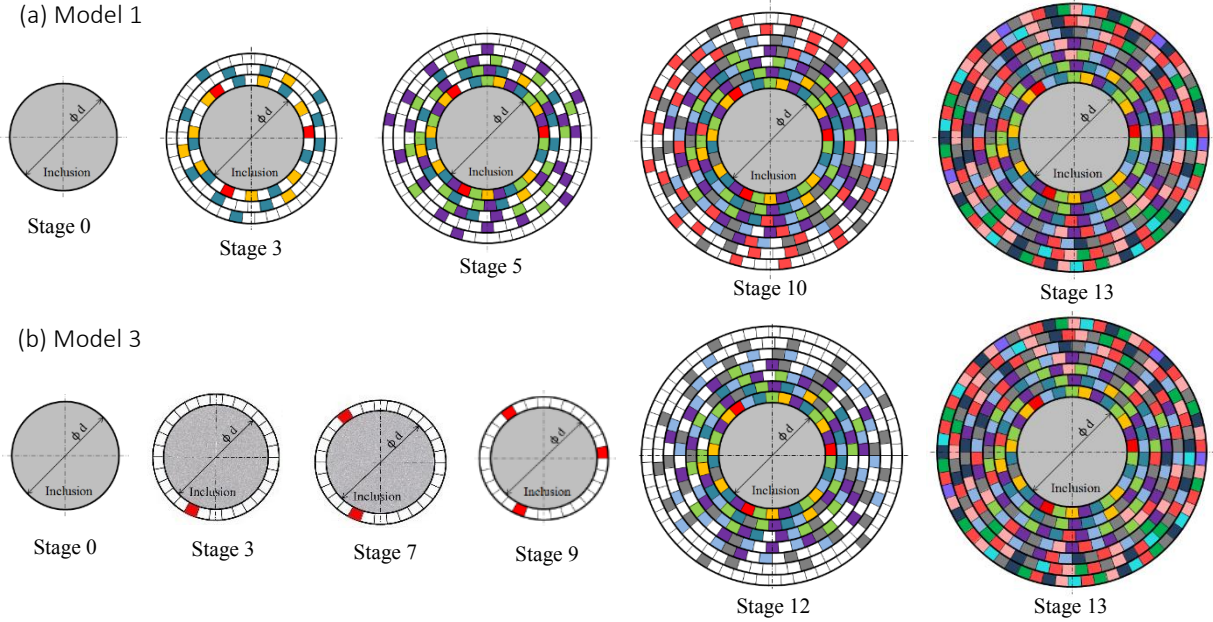 (a) Model 1
ϕ d
Inclusion
Stage 0
ϕ d
Inclusion
Stage 3
ϕ d
Inclusion
Stage 5
ϕ d
Inclusion
Stage 10
ϕ d
Inclusion
Stage 13
(b) Model 3
ϕ d
Inclusion
Stage 0
ϕ d
Inclusion
Stage 3
ϕ d
Inclusion
Stage 7
ϕ d
Inclusion
Stage 9
ϕ d
Inclusion
Stage 12
ϕ d
Inclusion
Stage 13